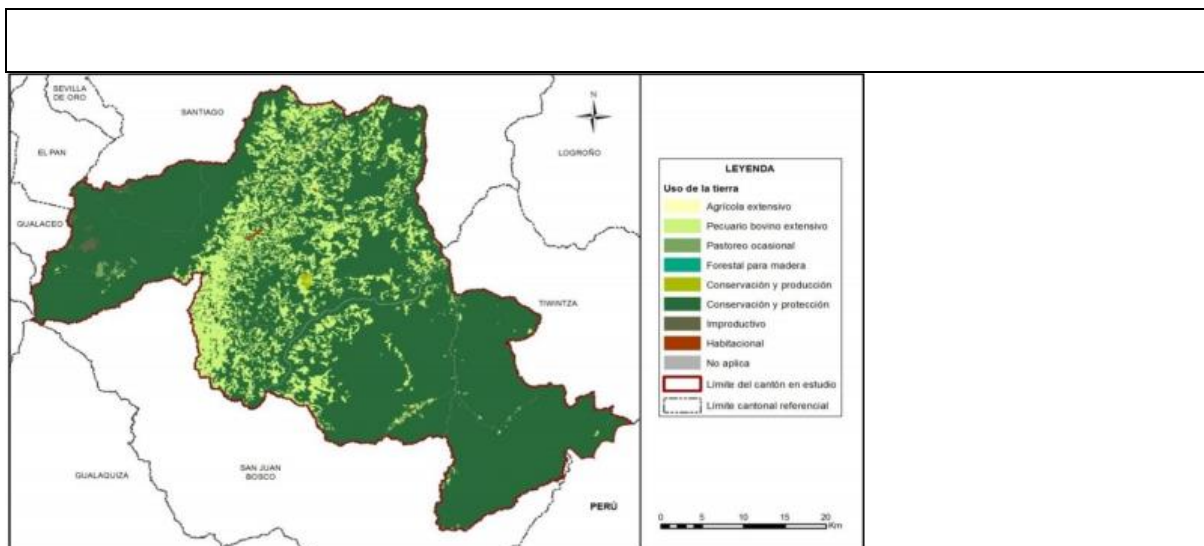 SEVILLA
DE ORO
SANTIAGO
N
EL PAN
LOGROÑO
GUALACEO
TIWINTZA
GUALAQUIZA
SAN JUAN
BOSCO
PERÚ
LEYENDA
Uso de la tierra
Agrícola extensivo
Pecuario bovino extensivo
Pastoreo ocasional
Forestal para madera
Conservación y producción
Conservación y protección
Improductivo
Habitacional
No aplica
Límite del cantón en estudio
Límite cantonal referencial
0 5 10 15 20
Km